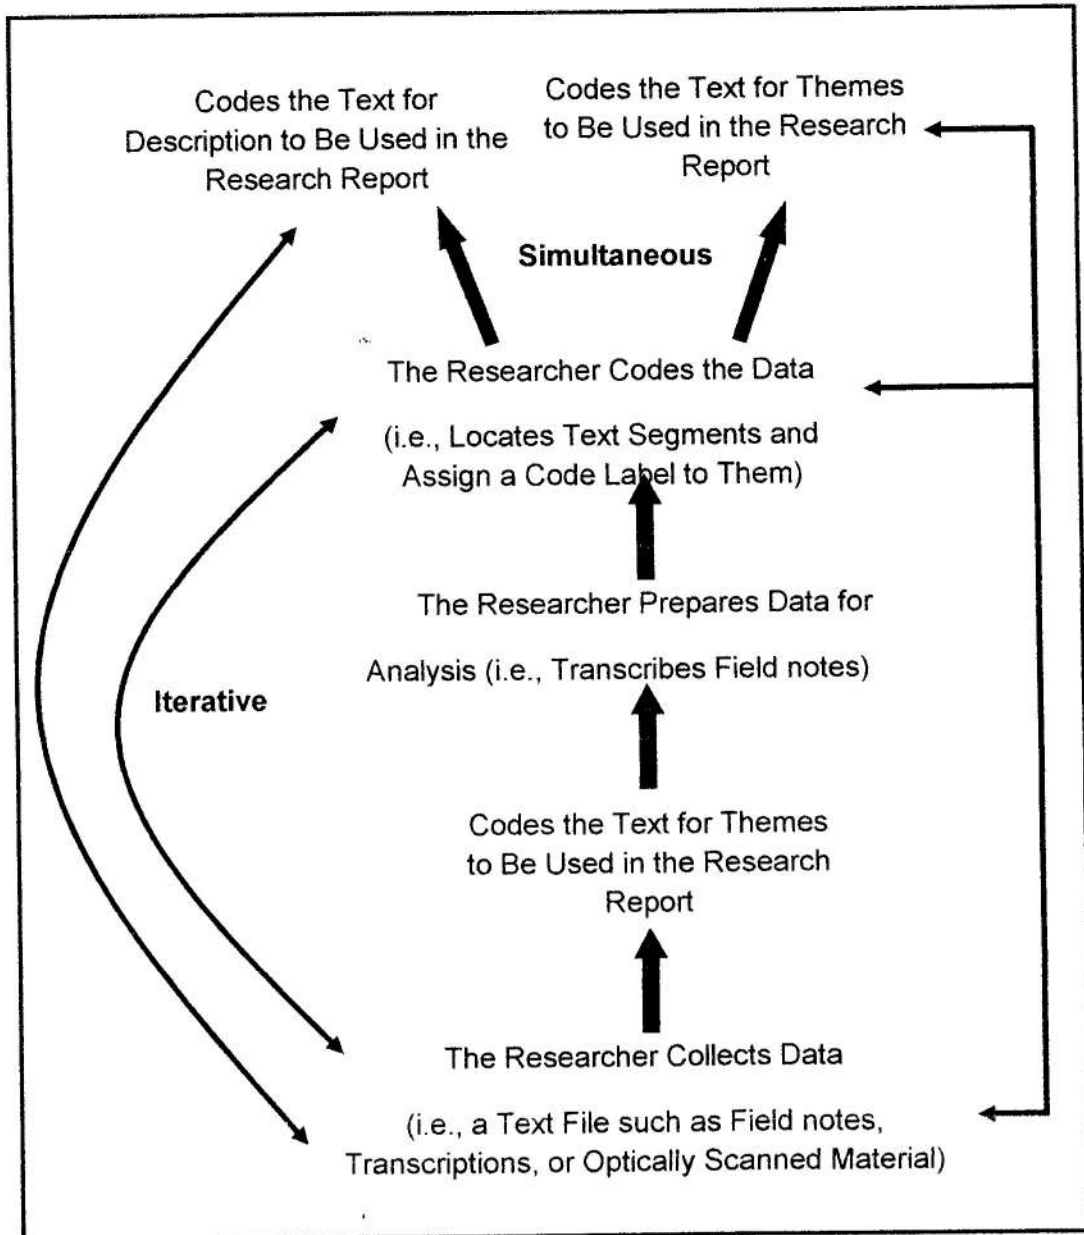 Codes the Text for
Description to Be Used in the
Research Report
Codes the Text for Themes
to Be Used in the Research
Report
Simultaneous
The Researcher Codes the Data
(i.e., Locates Text Segments and
Assign a Code Label to Them)
The Researcher Prepares Data for
Analysis (i.e., Transcribes Field notes)
Iterative
Codes the Text for Themes
to Be Used in the Research
Report
The Researcher Collects Data
(i.e., a Text File such as Field notes,
Transcriptions, or Optically Scanned Material)